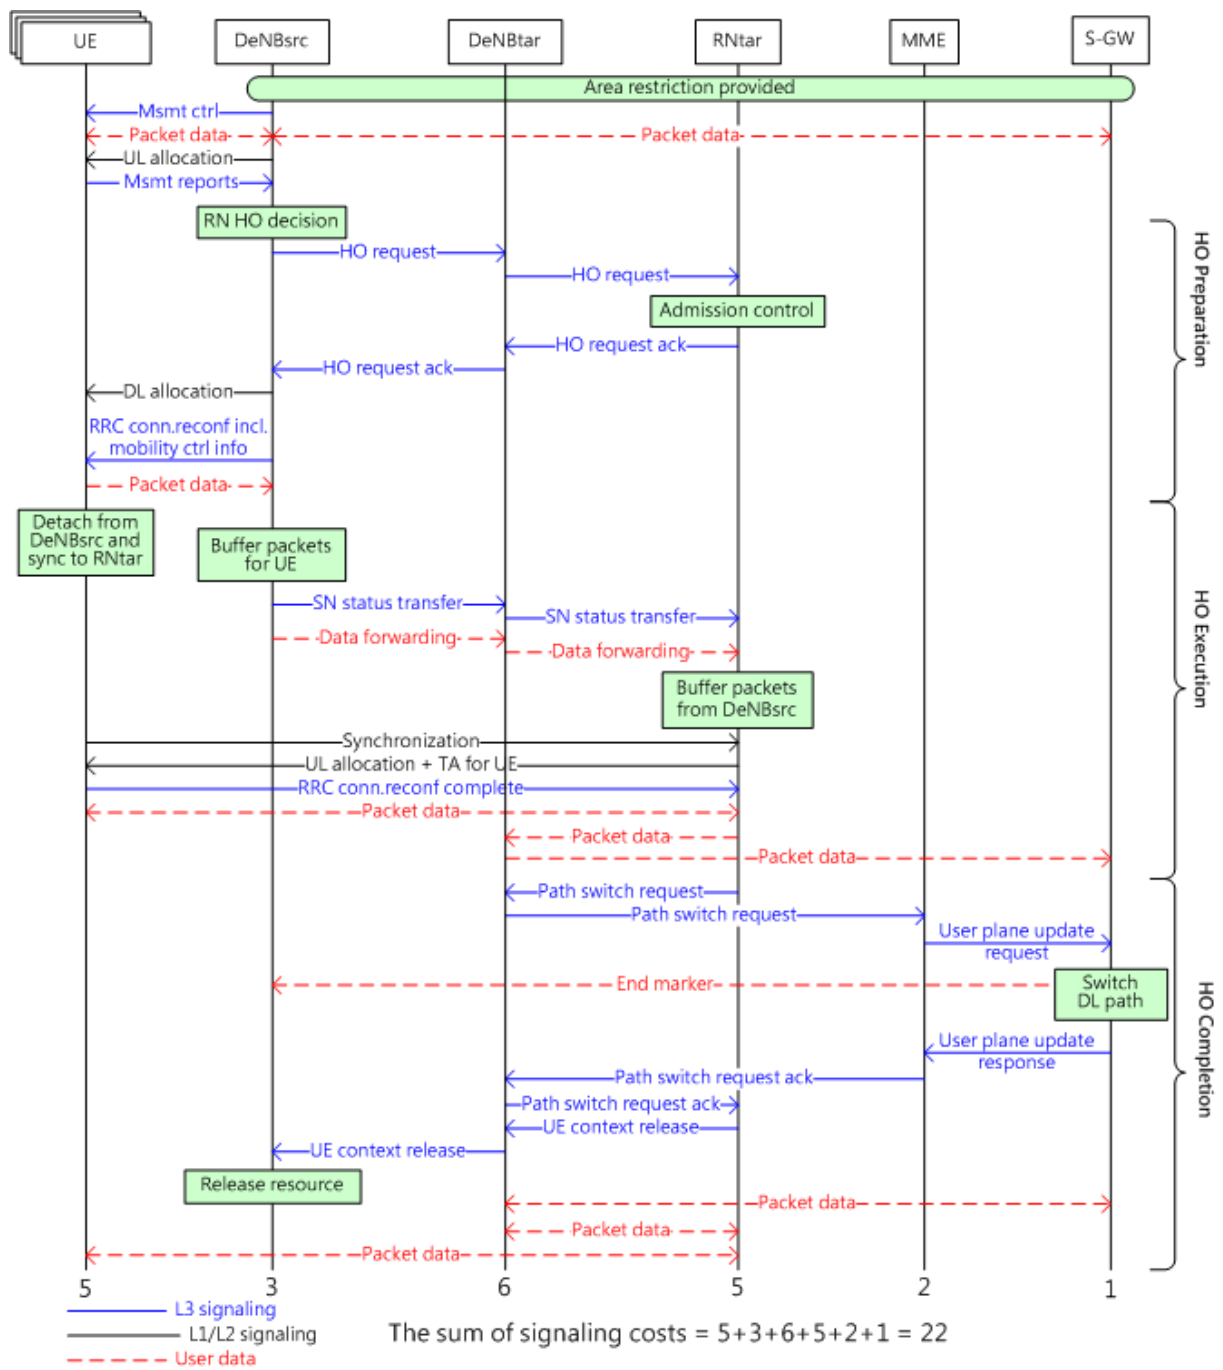 UE
DeNBsrc
DeNBtar
RNtar
MME
S-GW
Area restriction provided
Msmt ctrl
Packet data
Packet data
UL allocation
Msmt reports
RN HO decision
HO request
HO request
Admission control
HO request ack
HO request ack
DL allocation
RRC conn.reconf incl.
mobility ctrl info
Packet data
HO Preparation
Detach from
DeNBsrc and
sync to RNtar
Buffer packets
for UE
SN status transfer
SN status transfer
Data forwarding
Data forwarding
Buffer packets
from DeNBsrc
Synchronization
UL allocation + TA for UE
RRC conn.reconf complete
Packet data
Packet data
Packet data
HO Execution
Path switch request
Path switch request
User plane update
request
End marker
Switch
DL path
User plane update
response
Path switch request ack
Path switch request ack
UE context release
UE context release
Release resource
Packet data
Packet data
Packet data
HO Completion
5
3
6
5
2
1
L3 signaling
L1/L2 signaling
User data
The sum of signaling costs = 5+3+6+5+2+1 = 22